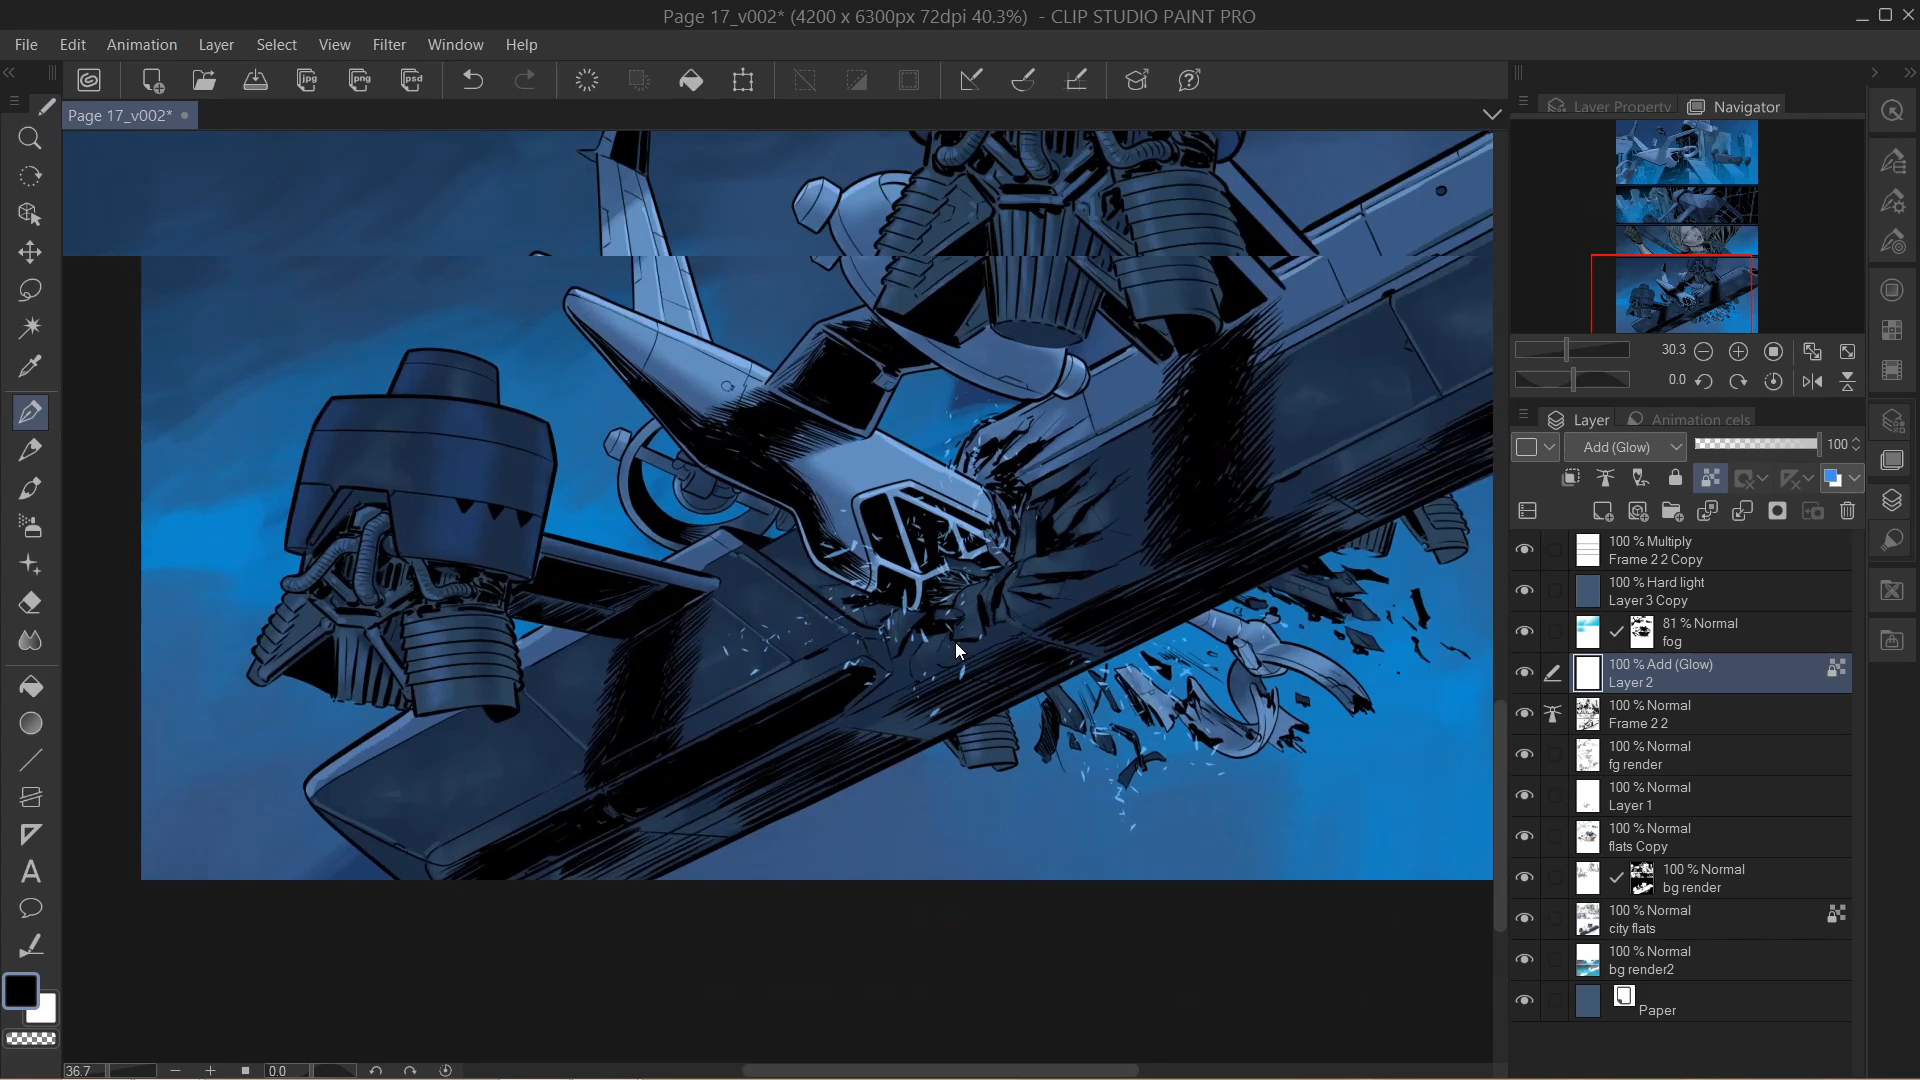 Page 17_v002* (4200 x 6300px 72dpi 40.3%)  - CLIP STUDIO PAINT PRO
File Edit Animation Layer Select View Filter Window Help
jpg png psd
Page 17_v002*
Layer Property Navigator
30.3
0.0
Layer Animation cels
Add (Glow) 100
100 % Multiply
Frame 2 2 Copy
100 % Hard light
Layer 3 Copy
81 % Normal
fog
100 % Add (Glow)
Layer 2
100 % Normal
Frame 2 2
100 % Normal
fg render
100 % Normal
Layer 1
100 % Normal
flats Copy
100 % Normal
bg render
100 % Normal
city flats
100 % Normal
bg render2
Paper
36.7 0.0